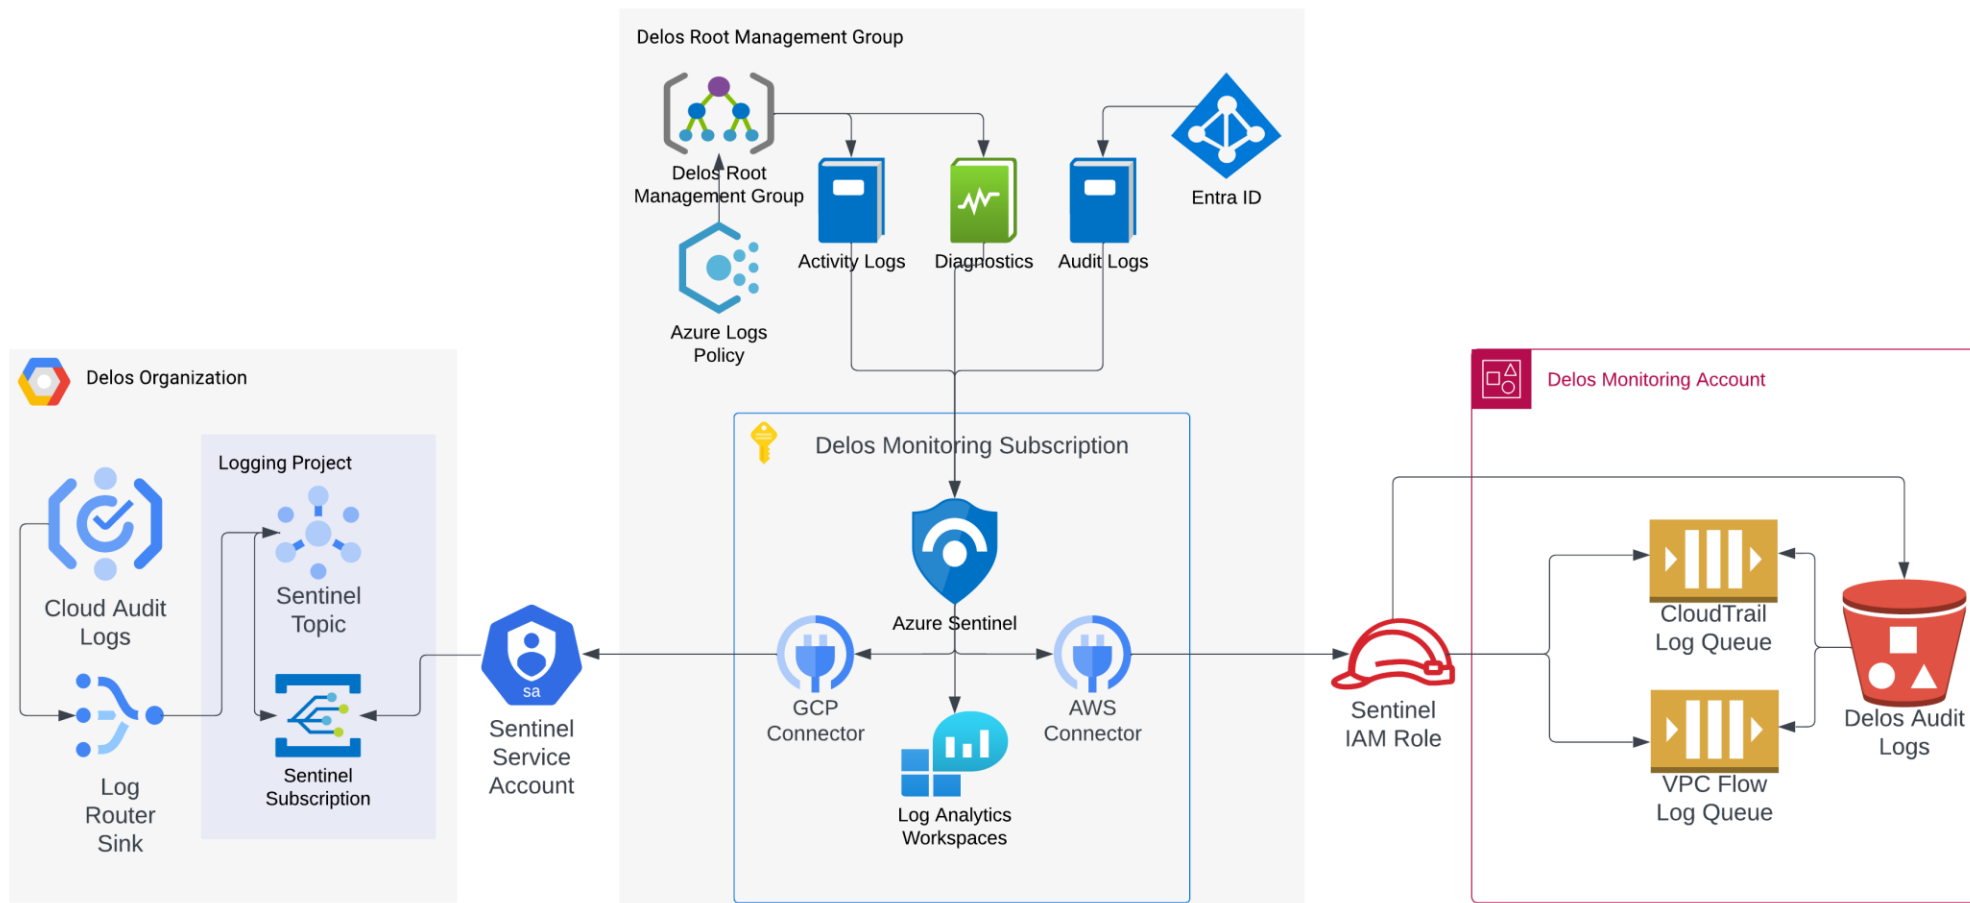 Delos Root Management Group
Delos Root
Management Group
Entra ID
Activity Logs
Diagnostics
Audit Logs
Azure Logs
Policy
Delos Organization
Logging Project
Cloud Audit
Logs
Sentinel
Topic
Log
Router
Sink
Sentinel
Subscription
sa
Sentinel
Service
Account
Delos Monitoring Subscription
Azure Sentinel
GCP
Connector
AWS
Connector
Log Analytics
Workspaces
Sentinel
IAM Role
Delos Monitoring Account
CloudTrail
Log Queue
VPC Flow
Log Queue
Delos Audit
Logs